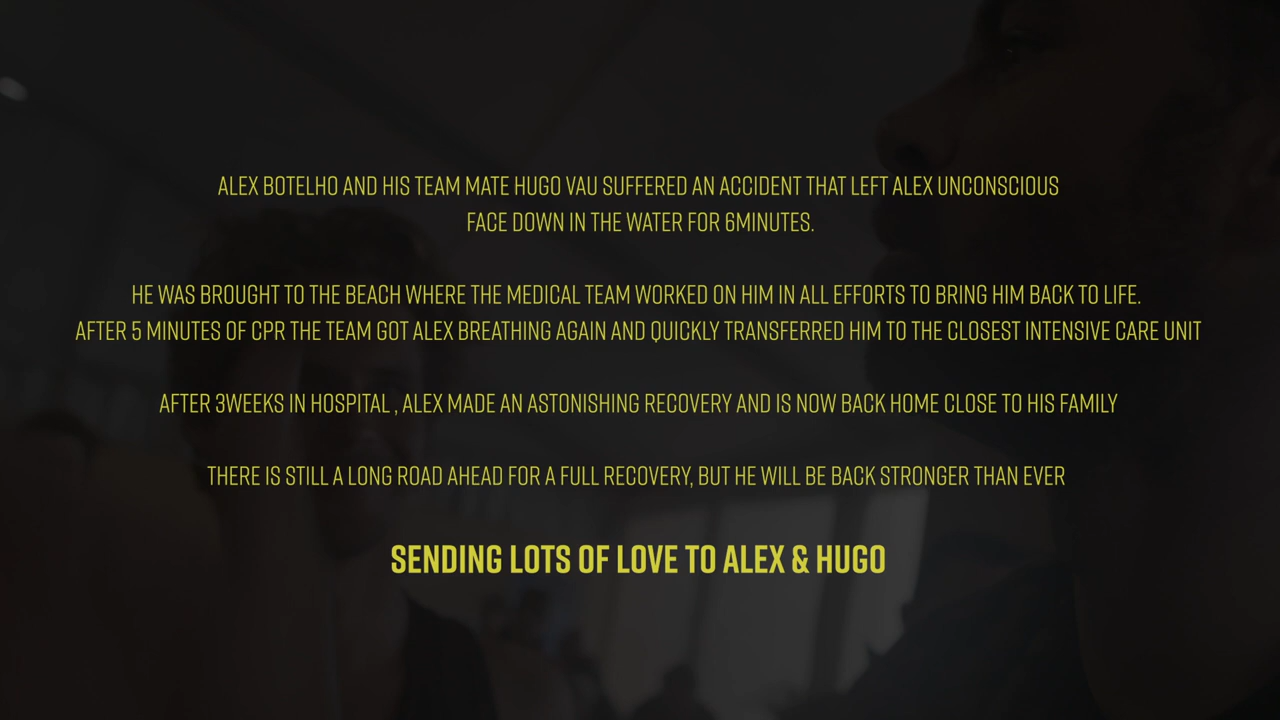 ALEX BOTELHO AND HIS TEAM MATE HUGO VAU SUFFERED AN ACCIDENT THAT LEFT ALEX UNCONSCIOUS
FACE DOWN IN THE WATER FOR 6MINUTES.
HE WAS BROUGHT TO THE BEACH WHERE THE MEDICAL TEAM WORKED ON HIM IN ALL EFFORTS TO BRING HIM BACK TO LIFE.
AFTER 5 MINUTES OF CPR THE TEAM GOT ALEX BREATHING AGAIN AND QUICKLY TRANSFERRED HIM TO THE CLOSEST INTENSIVE CARE UNIT
AFTER 3WEEKS IN HOSPITAL , ALEX MADE AN ASTONISHING RECOVERY AND IS NOW BACK HOME CLOSE TO HIS FAMILY
THERE IS STILL A LONG ROAD AHEAD FOR A FULL RECOVERY, BUT HE WILL BE BACK STRONGER THAN EVER
SENDING LOTS OF LOVE TO ALEX & HUGO